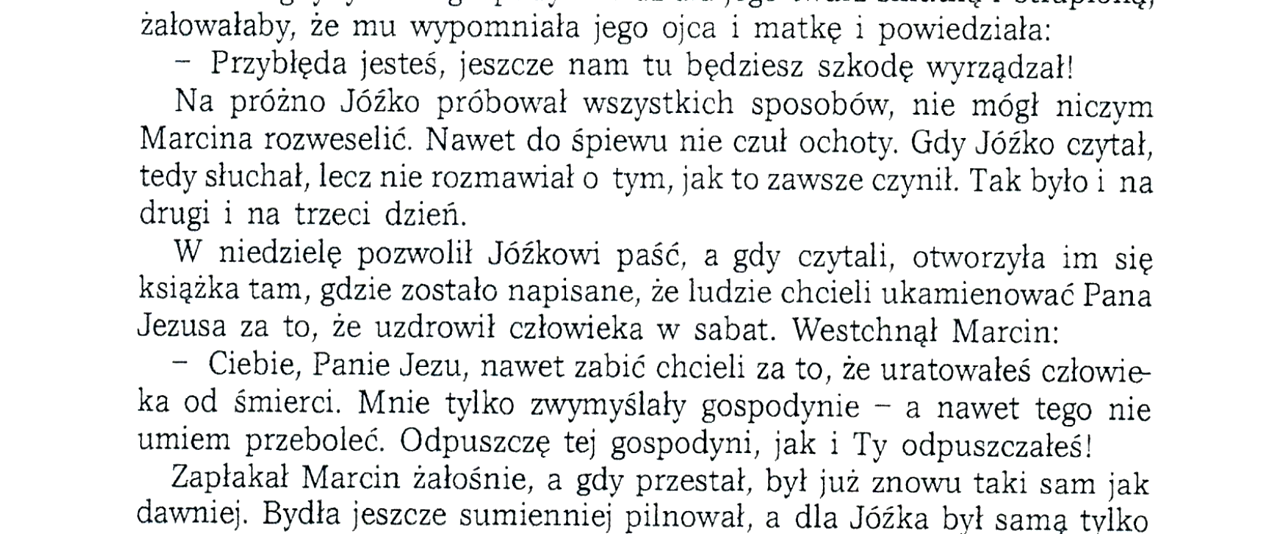 żałowałaby, że mu wypomniała jego ojca i matkę i powiedziała:
– Przybłęda jesteś, jeszcze nam tu będziesz szkodę wyrządzał!
Na próżno Jóźko próbował wszystkich sposobów, nie mógł niczym
Marcina rozweselić. Nawet do śpiewu nie czuł ochoty. Gdy Jóźko czytał,
tedy słuchał, lecz nie rozmawiał o tym, jak to zawsze czynił. Tak było i na
drugi i na trzeci dzień.
W niedzielę pozwolił Jóźkowi paść, a gdy czytali, otworzyła im się
książka tam, gdzie zostało napisane, że ludzie chcieli ukamienować Pana
Jezusa za to, że uzdrowił człowieka w sabat. Westchnął Marcin:
– Ciebie, Panie Jezu, nawet zabić chcieli za to, że uratowałeś człowie-
ka od śmierci. Mnie tylko zwymyślały gospodynie – a nawet tego nie
umiem przeboleć. Odpuszczę tej gospodyni, jak i Ty odpuszczałeś!
Zapłakał Marcin żałośnie, a gdy przestał, był już znowu taki sam jak
dawniej. Bydła jeszcze sumienniej pilnował, a dla Jóźka był samą tylko